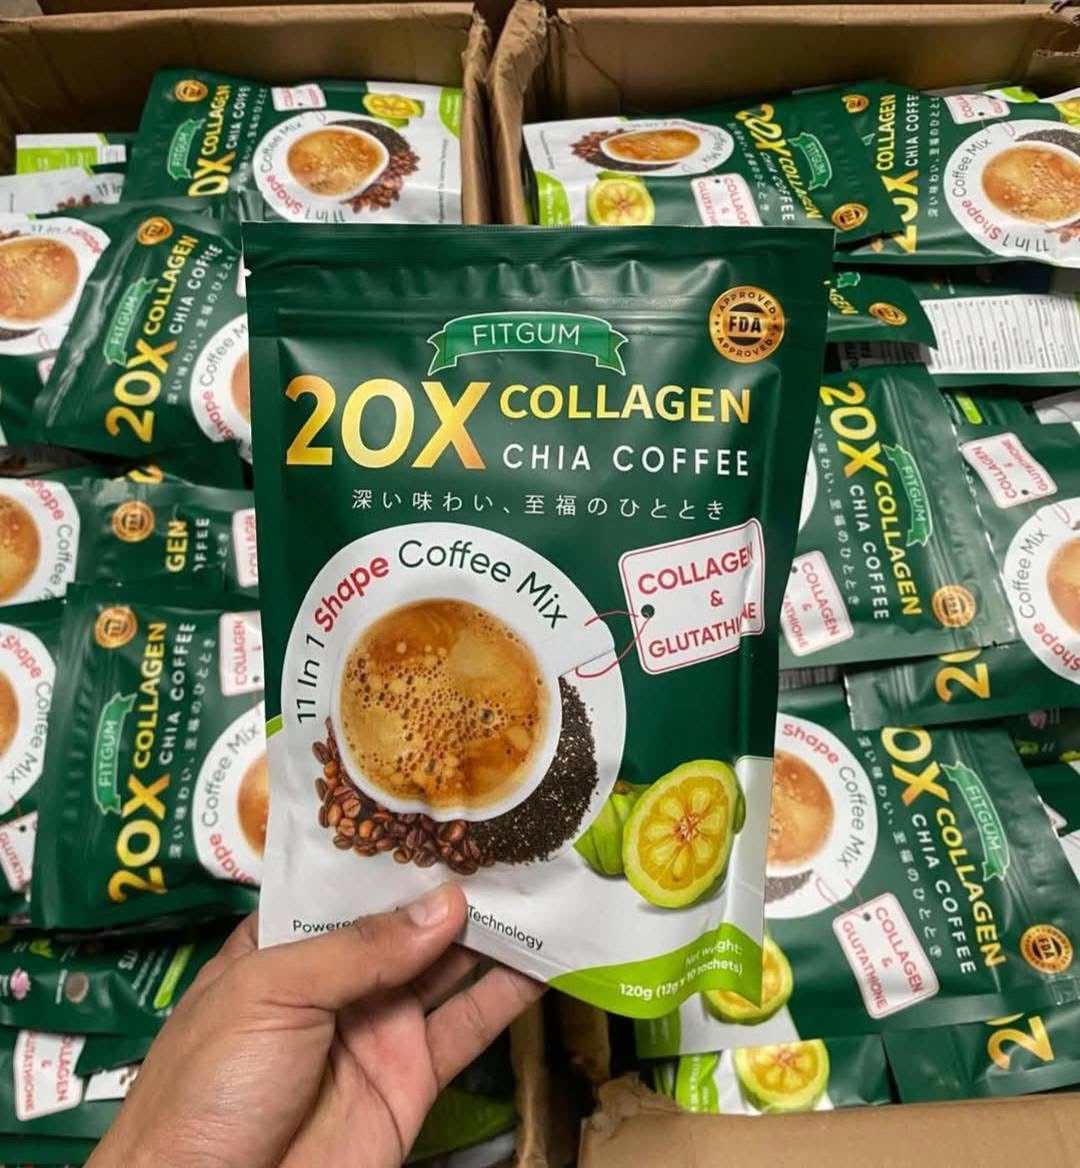 FITGUM
APPROVED
FDA
APPROVED
20X COLLAGEN
CHIA COFFEE
深い味わい、至福のひととき
11 In 1 Shape Coffee Mix
COLLAGEN
&
GLUTATHIONE
Technology
Net weight:
120g (12g x 10 sachets)